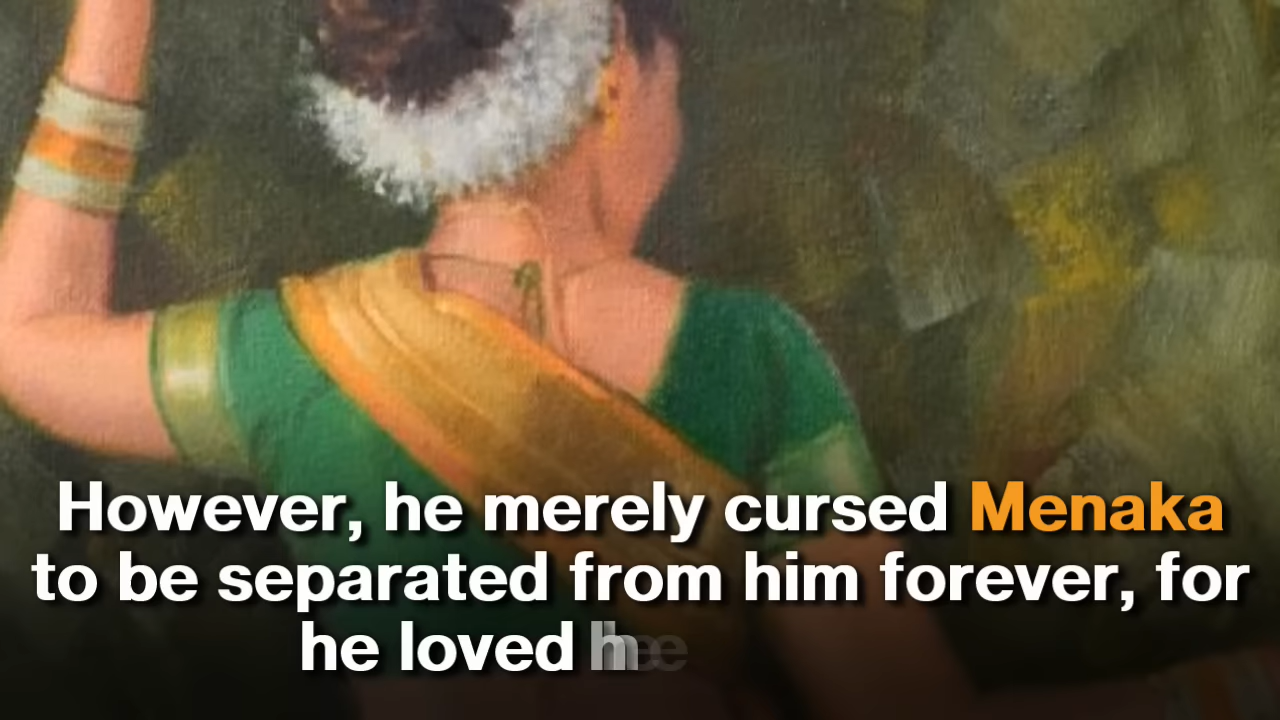 However, he merely cursed Menaka
to be separated from him forever, for
he loved